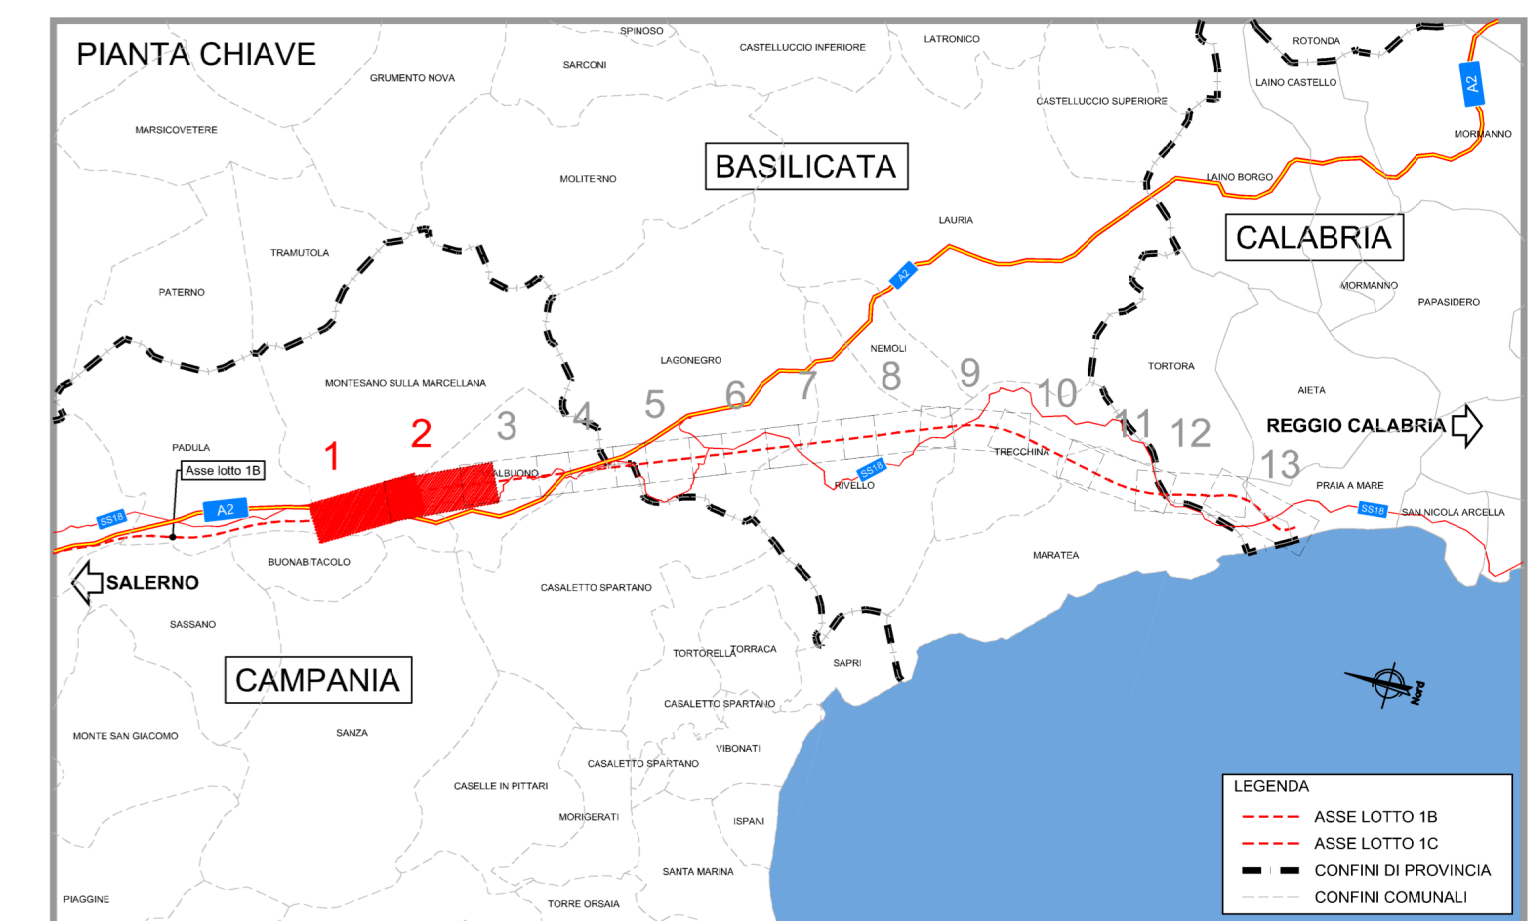 PIANTA CHIAVE
SPINOSO
LATRONICO
ROTONDA
CASTELLUCCIO INFERIORE
SARCONI
GRUMENTO NOVA
LAINO CASTELLO
A2
CASTELLUCCIO SUPERIORE
MARSICOVETERE
MORMANNO
BASILICATA
MOLITERNO
LAINO BORGO
LAURIA
CALABRIA
TRAMUTOLA
A2
MORMANNO
PATERNO
PAPASIDERO
NEMOLI
LAGONEGRO
TORTORA
MONTESANO SULLA MARCELLANA
AIETA
1
2
3
4
5
6
7
8
9
10
11
12
13
REGGIO CALABRIA
PADULA
Asse lotto 1B
TRECCHINA
SS18
RIVELLO
PRAIA A MARE
A2
SS18
SS18
SAN NICOLA ARCELLA
BUONABITACOLO
MARATEA
SALERNO
CASALETTO SPARTANO
SASSANO
TORTORELLA
TORRACA
SAPRI
CAMPANIA
Nord
CASALETTO SPARTANO
MONTE SAN GIACOMO
SANZA
VIBONATI
CASALETTO SPARTANO
CASELLE IN PITTARI
MORIGERATI
ISPANI
SANTA MARINA
PIAGGINE
TORRE ORSAIA
LEGENDA
ASSE LOTTO 1B
ASSE LOTTO 1C
CONFINI DI PROVINCIA
CONFINI COMUNALI